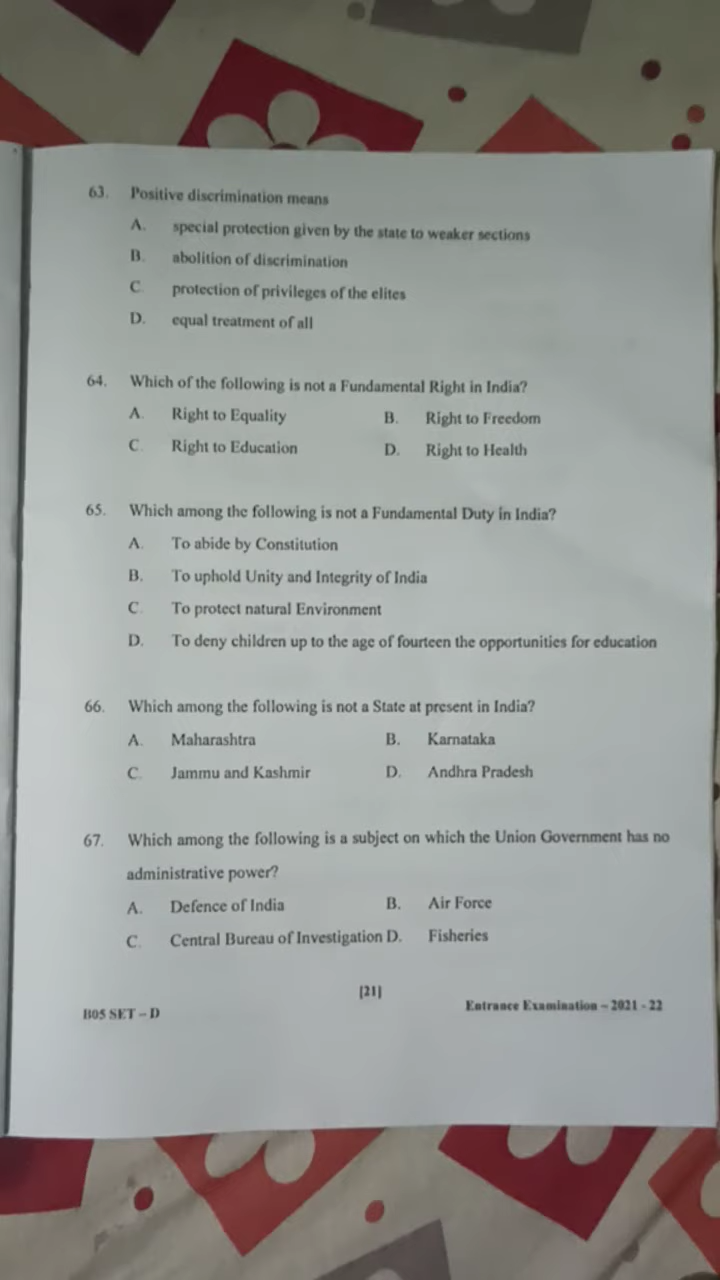 63. Positive discrimination means
A. special protection given by the state to weaker sections
B. abolition of discrimination
C. protection of privileges of the elites
D. equal treatment of all
64. Which of the following is not a Fundamental Right in India?
A. Right to Equality B. Right to Freedom
C. Right to Education D. Right to Health
65. Which among the following is not a Fundamental Duty in India?
A. To abide by Constitution
B. To uphold Unity and Integrity of India
C. To protect natural Environment
D. To deny children up to the age of fourteen the opportunities for education
66. Which among the following is not a State at present in India?
A. Maharashtra B. Karnataka
C. Jammu and Kashmir D. Andhra Pradesh
67. Which among the following is a subject on which the Union Government has no
administrative power?
A. Defence of India B. Air Force
C. Central Bureau of Investigation D. Fisheries
[21]
B05 SET – D Entrance Examination – 2021 - 22